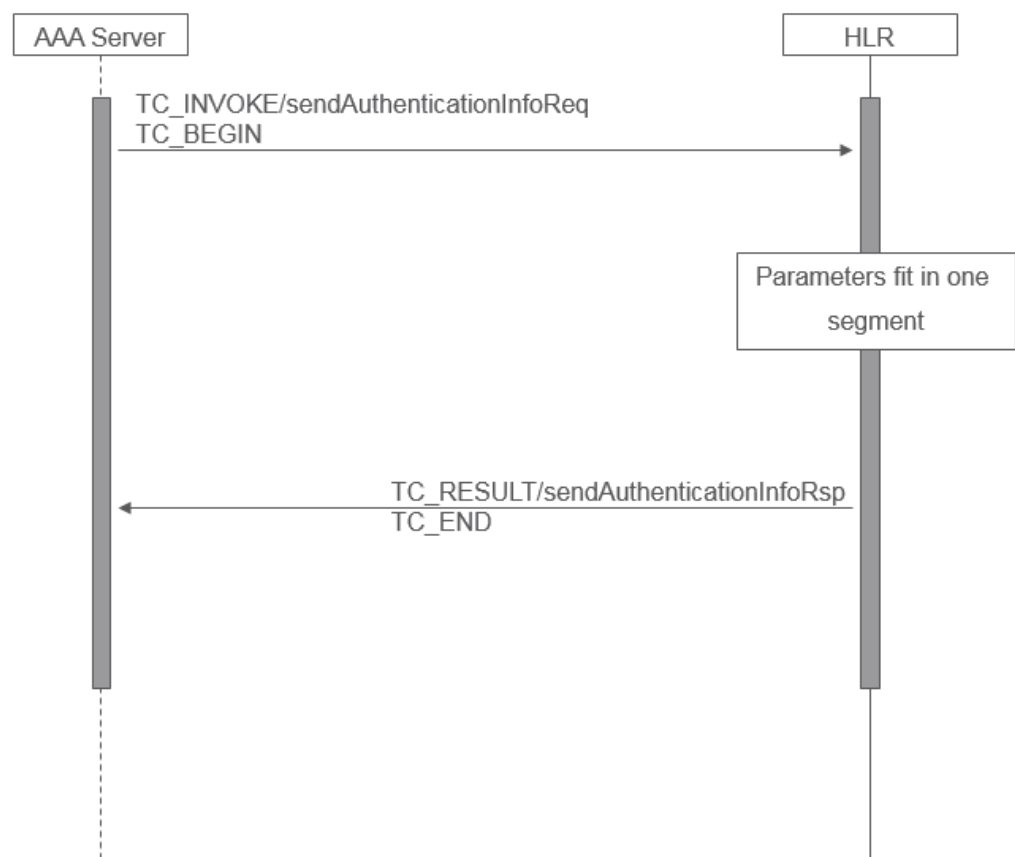 AAA Server
HLR
TC_INVOKE/sendAuthenticationInfoReq
TC_BEGIN
Parameters fit in one
segment
TC_RESULT/sendAuthenticationInfoRsp
TC_END